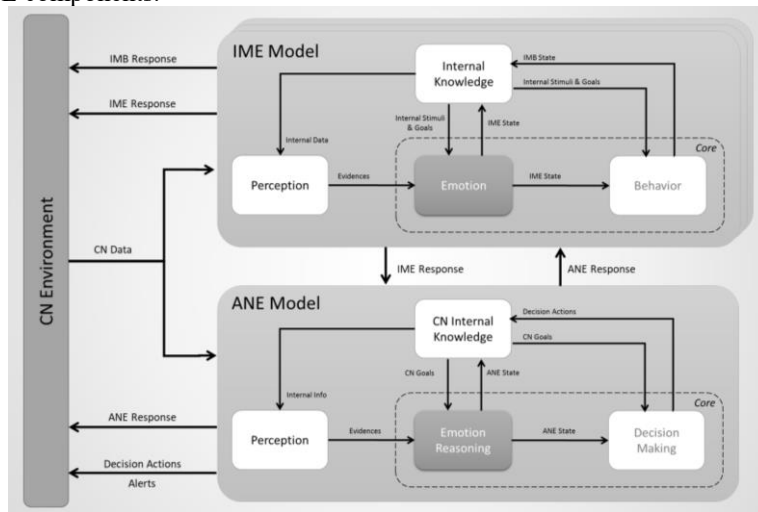 IME Model
IMB Response
IME Response
Internal
Knowledge
IMB State
Internal Stimuli & Goals
Internal Stimuli
& Goals
IME State
Internal Data
Core
Perception
Evidences
Emotion
IME State
Behavior
CN Environment
CN Data
IME Response
ANE Response
ANE Model
CN Internal
Knowledge
Decision Actions
CN Goals
CN Goals
ANE State
Internal Info
Core
ANE Response
Perception
Evidences
Emotion
Reasoning
ANE State
Decision
Making
Decision Actions
Alerts